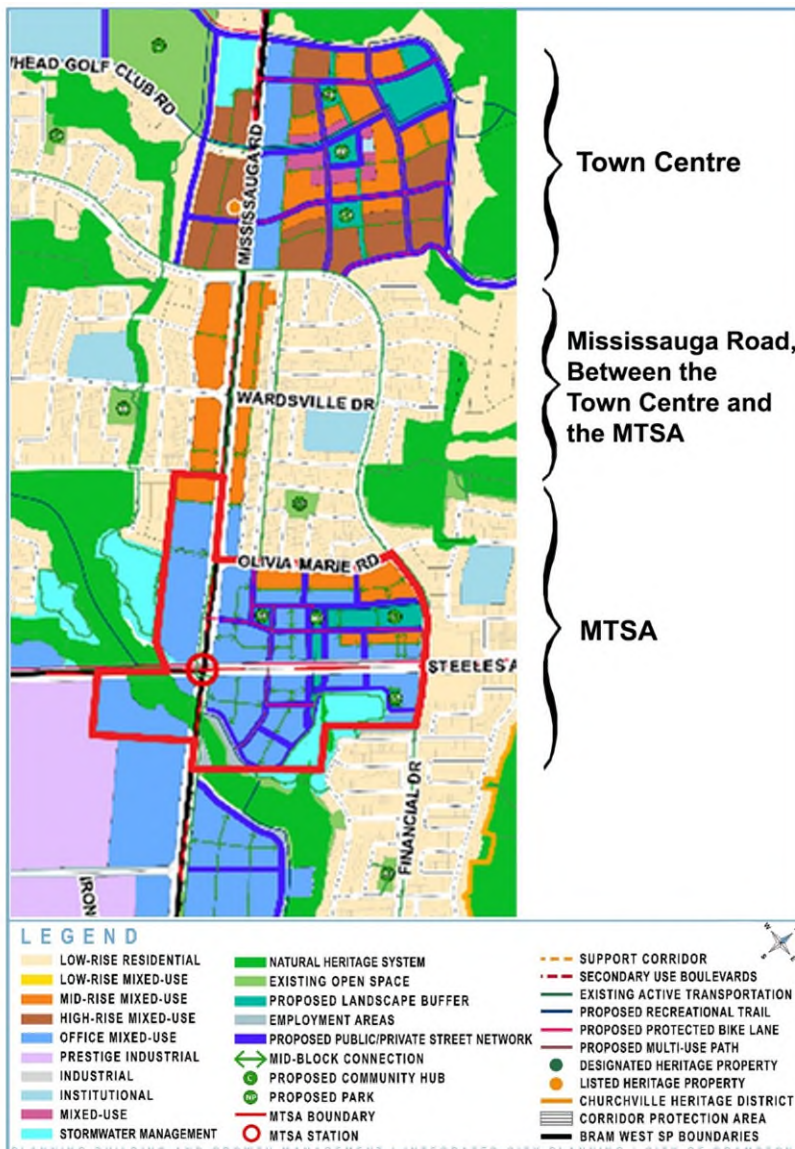 HEAD GOLF CLUB RD
MISSISSAUGA RD
Town Centre
WARDSVILLE DR
Mississauga Road,
Between the
Town Centre and
the MTSA
OLIVIA MARIE RD
MTSA
STEELES A
FINANCIAL DR
IRON
LEGEND
LOW-RISE RESIDENTIAL
LOW-RISE MIXED-USE
MID-RISE MIXED-USE
HIGH-RISE MIXED-USE
OFFICE MIXED-USE
PRESTIGE INDUSTRIAL
INDUSTRIAL
INSTITUTIONAL
MIXED-USE
STORMWATER MANAGEMENT
NATURAL HERITAGE SYSTEM
EXISTING OPEN SPACE
PROPOSED LANDSCAPE BUFFER
EMPLOYMENT AREAS
PROPOSED PUBLIC/PRIVATE STREET NETWORK
MID-BLOCK CONNECTION
C PROPOSED COMMUNITY HUB
NP PROPOSED PARK
MTSA BOUNDARY
MTSA STATION
SUPPORT CORRIDOR
SECONDARY USE BOULEVARDS
EXISTING ACTIVE TRANSPORTATION
PROPOSED RECREATIONAL TRAIL
PROPOSED PROTECTED BIKE LANE
PROPOSED MULTI-USE PATH
DESIGNATED HERITAGE PROPERTY
LISTED HERITAGE PROPERTY
CHURCHVILLE HERITAGE DISTRICT
CORRIDOR PROTECTION AREA
BRAM WEST SP BOUNDARIES